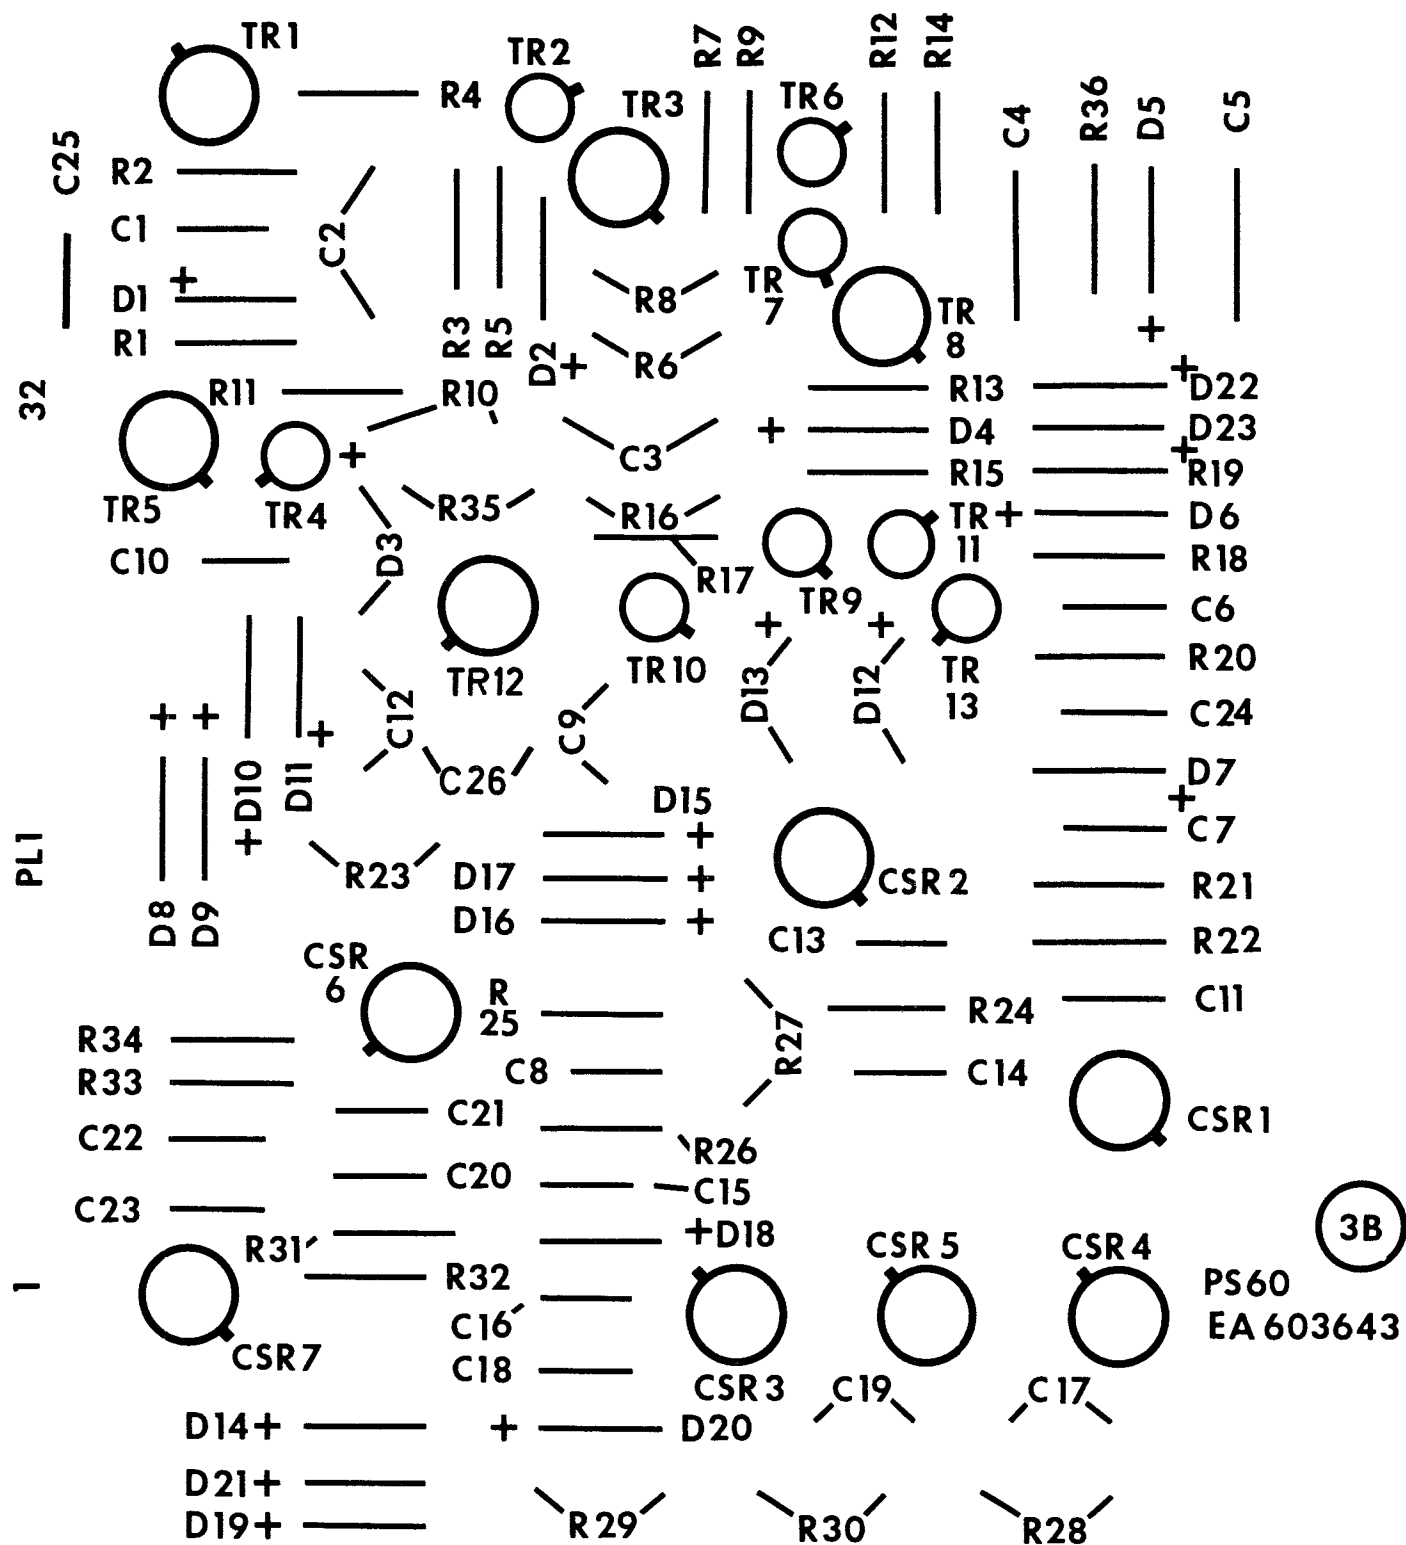 TR1
TR2
R7
R9
R12
R14
R4
TR3
TR6
C4
R36
D5
C5
C25
R2
C1
C2
+
D1
R1
R3
R5
D2+
R8
R6
TR
7
TR
8
+
32
R11
R10
R13
+
D22
+
D4
D23
TR5
TR4
+
C3
R15
+
R19
R35
R16
TR+
11
D6
C10
D3
R17
TR9
R18
C6
TR12
TR10
+
+
TR
13
R20
D13
D12
C24
+
+
+
C12
C9
C26
D10
+
D11
D7
+
D15
+
C7
PL1
R23
D17
+
CSR2
R21
D8
D9
D16
+
C13
R22
CSR
6
R
25
R27
R24
C11
R34
C8
C14
R33
C21
CSR1
C22
R26
C20
C15
C23
+D18
3B
R31
CSR5
CSR4
1
R32
PS60
C16
EA603643
CSR7
C18
CSR3
C19
C17
D14+
+
D20
D21+
D19+
R29
R30
R28